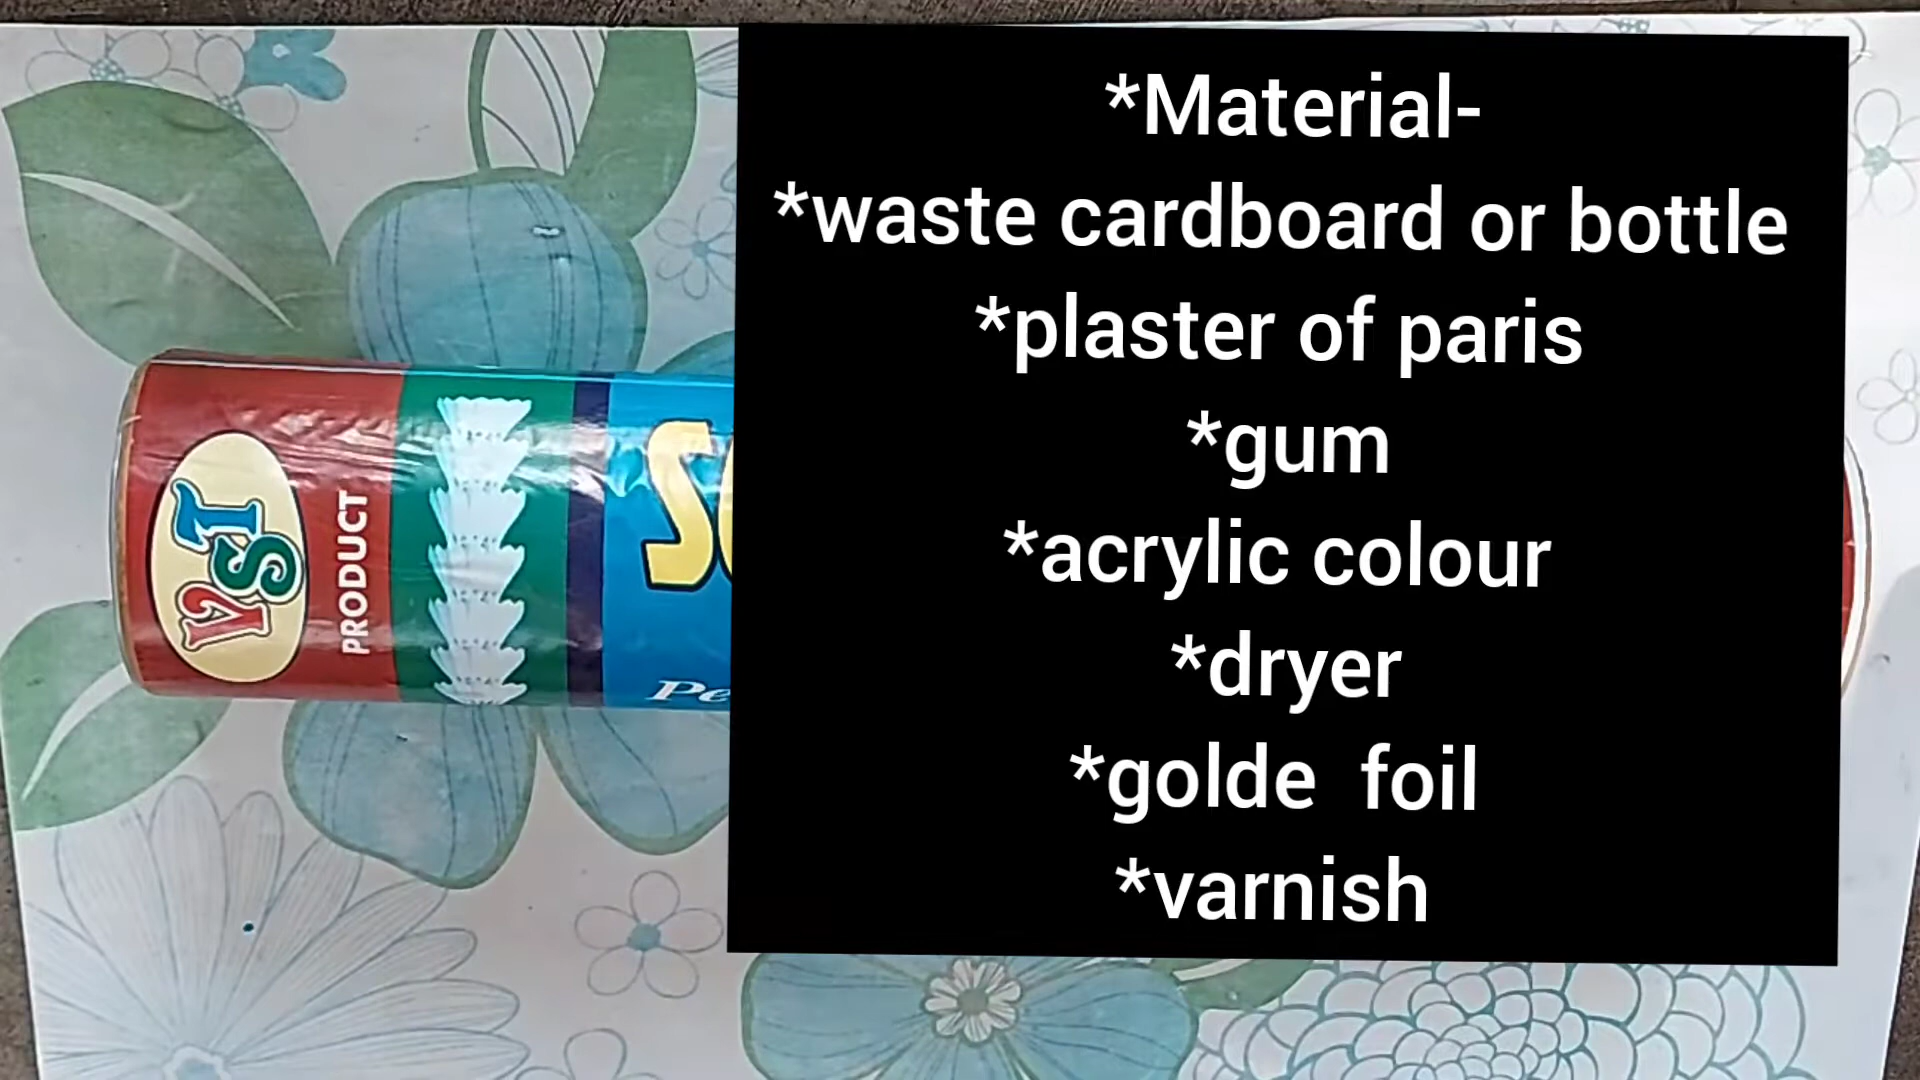 *Material-
*waste cardboard or bottle
*plaster of paris
*gum
*acrylic colour
*dryer
*golde foil
*varnish
VST
PRODUCT